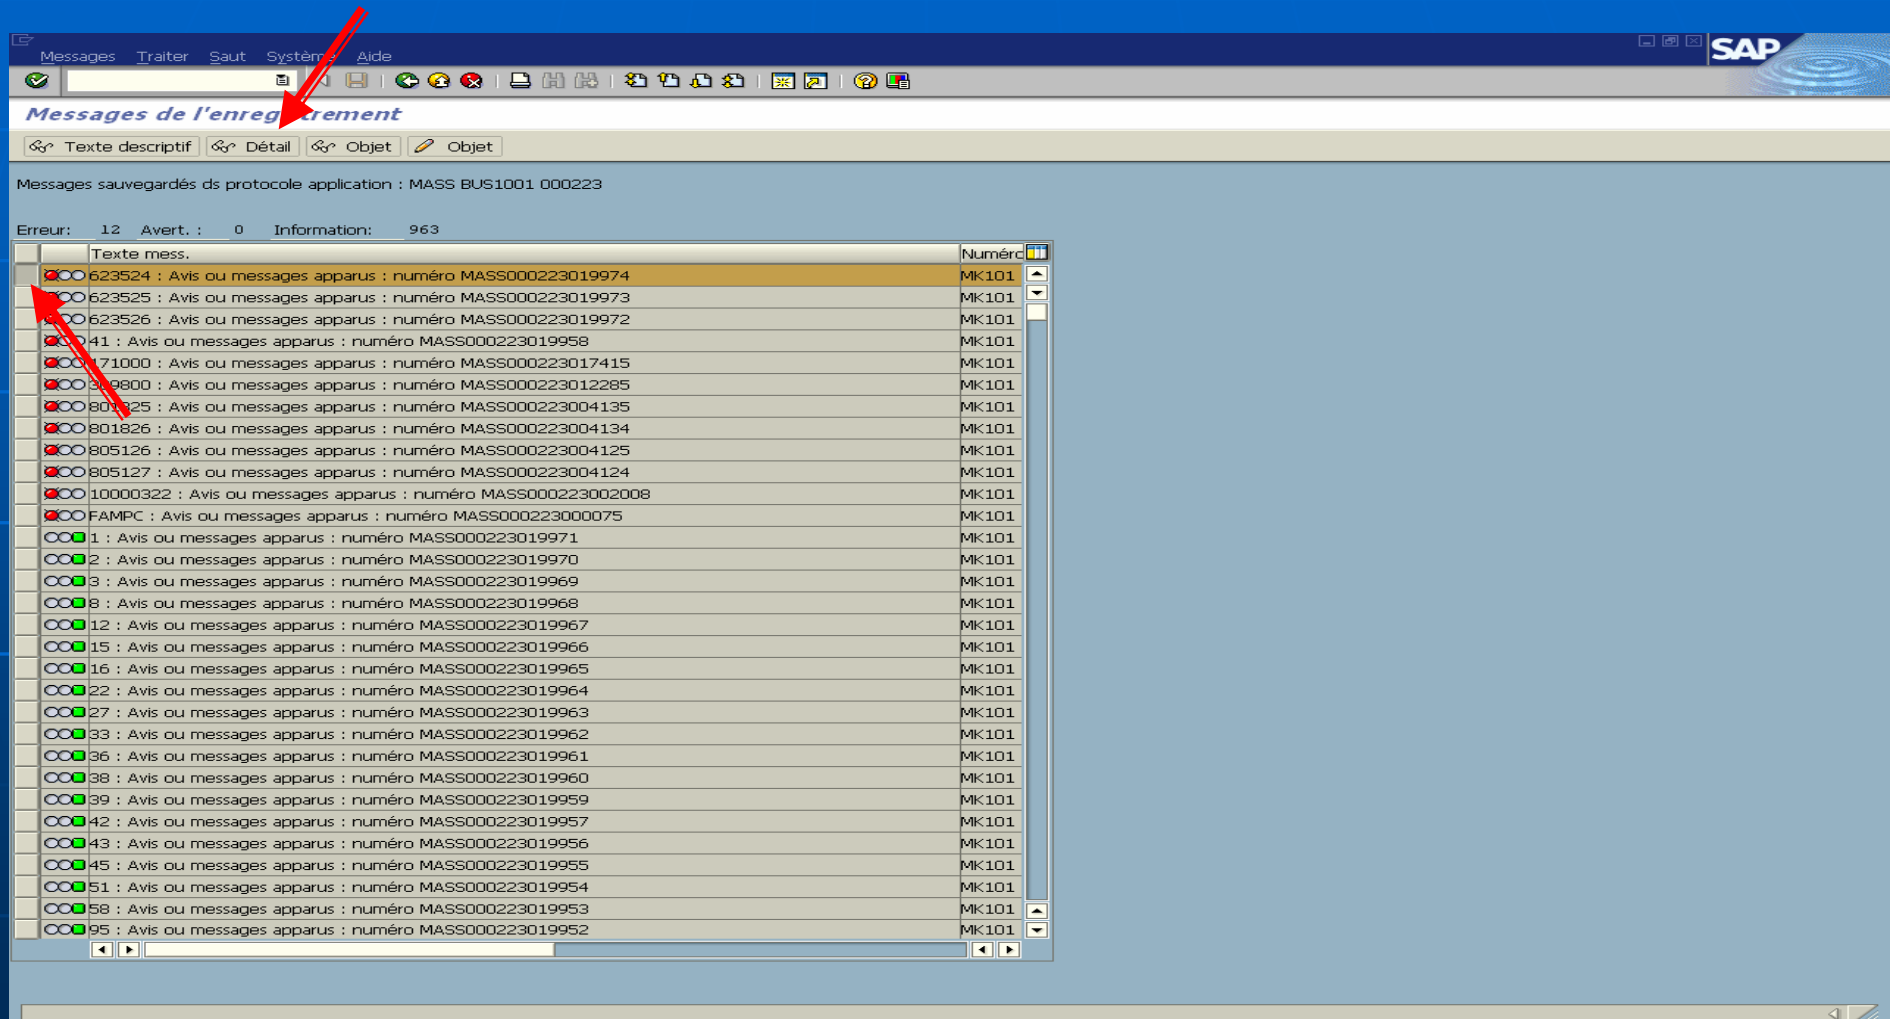 Messages Traiter Saut Système Aide
SAP
Messages de l'enregistrement
Texte descriptif Détail Objet Objet
Messages sauvegardés ds protocole application : MASS BUS1001 000223
Erreur: 12 Avert. : 0 Information: 963
Texte mess. Numérc
623524 : Avis ou messages apparus : numéro MASS000223019974 MK101
623525 : Avis ou messages apparus : numéro MASS000223019973 MK101
623526 : Avis ou messages apparus : numéro MASS000223019972 MK101
41 : Avis ou messages apparus : numéro MASS000223019958 MK101
171000 : Avis ou messages apparus : numéro MASS000223017415 MK101
: Avis ou messages apparus : numéro MASS000223012285 MK101
801825 : Avis ou messages apparus : numéro MASS000223004135 MK101
801826 : Avis ou messages apparus : numéro MASS000223004134 MK101
805126 : Avis ou messages apparus : numéro MASS000223004125 MK101
805127 : Avis ou messages apparus : numéro MASS000223004124 MK101
10000322 : Avis ou messages apparus : numéro MASS000223002008 MK101
FAMPC : Avis ou messages apparus : numéro MASS000223000075 MK101
1 : Avis ou messages apparus : numéro MASS000223019971 MK101
2 : Avis ou messages apparus : numéro MASS000223019970 MK101
3 : Avis ou messages apparus : numéro MASS000223019969 MK101
8 : Avis ou messages apparus : numéro MASS000223019968 MK101
12 : Avis ou messages apparus : numéro MASS000223019967 MK101
15 : Avis ou messages apparus : numéro MASS000223019966 MK101
16 : Avis ou messages apparus : numéro MASS000223019965 MK101
22 : Avis ou messages apparus : numéro MASS000223019964 MK101
27 : Avis ou messages apparus : numéro MASS000223019963 MK101
33 : Avis ou messages apparus : numéro MASS000223019962 MK101
36 : Avis ou messages apparus : numéro MASS000223019961 MK101
38 : Avis ou messages apparus : numéro MASS000223019960 MK101
39 : Avis ou messages apparus : numéro MASS000223019959 MK101
42 : Avis ou messages apparus : numéro MASS000223019957 MK101
43 : Avis ou messages apparus : numéro MASS000223019956 MK101
45 : Avis ou messages apparus : numéro MASS000223019955 MK101
51 : Avis ou messages apparus : numéro MASS000223019954 MK101
58 : Avis ou messages apparus : numéro MASS000223019953 MK101
95 : Avis ou messages apparus : numéro MASS000223019952 MK101